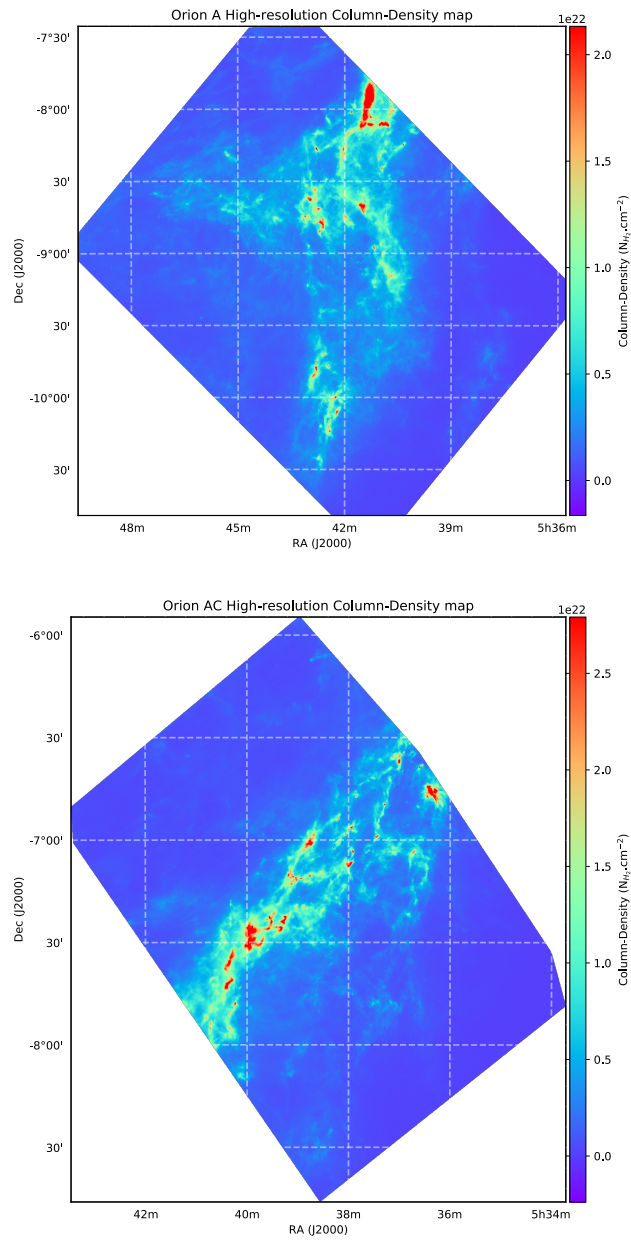 Orion A High-resolution Column-Density map
1e22
-7°30'
-8°00'
30'
-9°00'
30'
-10°00'
30'
Dec (J2000)
48m 45m 42m 39m 5h36m
RA (J2000)
2.0
1.5
1.0
0.5
0.0
Column-Density (N_{H_2}.cm⁻²)
Orion AC High-resolution Column-Density map
1e22
-6°00'
30'
-7°00'
30'
-8°00'
30'
Dec (J2000)
42m 40m 38m 36m 5h34m
RA (J2000)
2.5
2.0
1.5
1.0
0.5
0.0
Column-Density (N_{H_2}.cm⁻²)